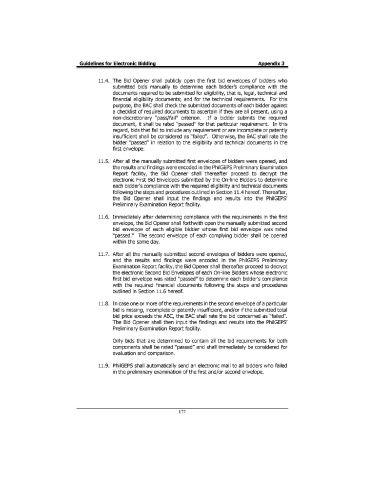 Guidelines for Electronic Bidding Appendix 3
11.4. The Bid Opener shall publicly open the first bid envelopes of bidders who
submitted bids manually to determine each bidder's compliance with the
documents required to be submitted for eligibility, that is, legal, technical and
financial eligibility documents; and for the technical requirements. For this
purpose, the BAC shall check the submitted documents of each bidder against
a checklist of required documents to ascertain if they are all present, using a
non-discretionary "pass/fail" criterion. If a bidder submits the required
document, it shall be rated "passed" for that particular requirement. In this
regard, bids that fail to include any requirement or are incomplete or patently
insufficient shall be considered as "failed". Otherwise, the BAC shall rate the
bidder "passed" in relation to the eligibility and technical documents in the
first envelope.
11.5. After all the manually submitted first envelopes of bidders were opened, and
the results and findings were encoded in the PhilGEPS Preliminary Examination
Report facility, the Bid Opener shall thereafter proceed to decrypt the
electronic First Bid Envelopes submitted by the On-line Bidders to determine
each bidder's compliance with the required eligibility and technical documents
following the steps and procedures outlined in Section 11.4 hereof. Thereafter,
the Bid Opener shall input the findings and results into the PhilGEPS'
Preliminary Examination Report facility.
11.6. Immediately after determining compliance with the requirements in the first
envelope, the Bid Opener shall forthwith open the manually submitted second
bid envelope of each eligible bidder whose first bid envelope was rated
"passed." The second envelope of each complying bidder shall be opened
within the same day.
11.7. After all the manually submitted second envelopes of bidders were opened,
and the results and findings were encoded in the PhilGEPS Preliminary
Examination Report facility, the Bid Opener shall thereafter proceed to decrypt
the electronic Second Bid Envelopes of each On-line Bidders whose electronic
first bid envelope was rated "passed" to determine each bidder's compliance
with the required financial documents following the steps and procedures
outlined in Section 11.6 hereof.
11.8. In case one or more of the requirements in the second envelope of a particular
bid is missing, incomplete or patently insufficient, and/or if the submitted total
bid price exceeds the ABC, the BAC shall rate the bid concerned as "failed".
The Bid Opener shall then input the findings and results into the PhilGEPS'
Preliminary Examination Report facility.
Only bids that are determined to contain all the bid requirements for both
components shall be rated "passed" and shall immediately be considered for
evaluation and comparison.
11.9. PhilGEPS shall automatically send an electronic mail to all bidders who failed
in the preliminary examination of the first and/or second envelope.
177